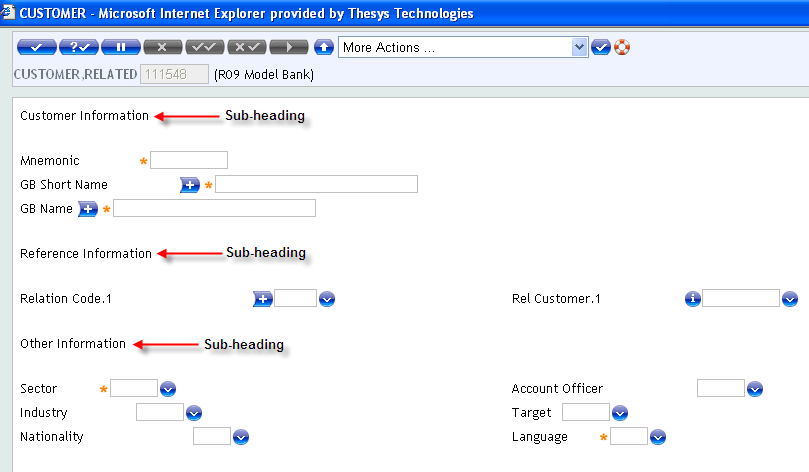 CUSTOMER - Microsoft Internet Explorer provided by Thesys Technologies
More Actions ...
CUSTOMER,RELATED 111548 (R09 Model Bank)
Customer Information Sub-heading
Mnemonic *
GB Short Name *
GB Name *
Reference Information Sub-heading
Relation Code.1 Rel Customer.1
Other Information Sub-heading
Sector * Account Officer
Industry Target
Nationality Language *